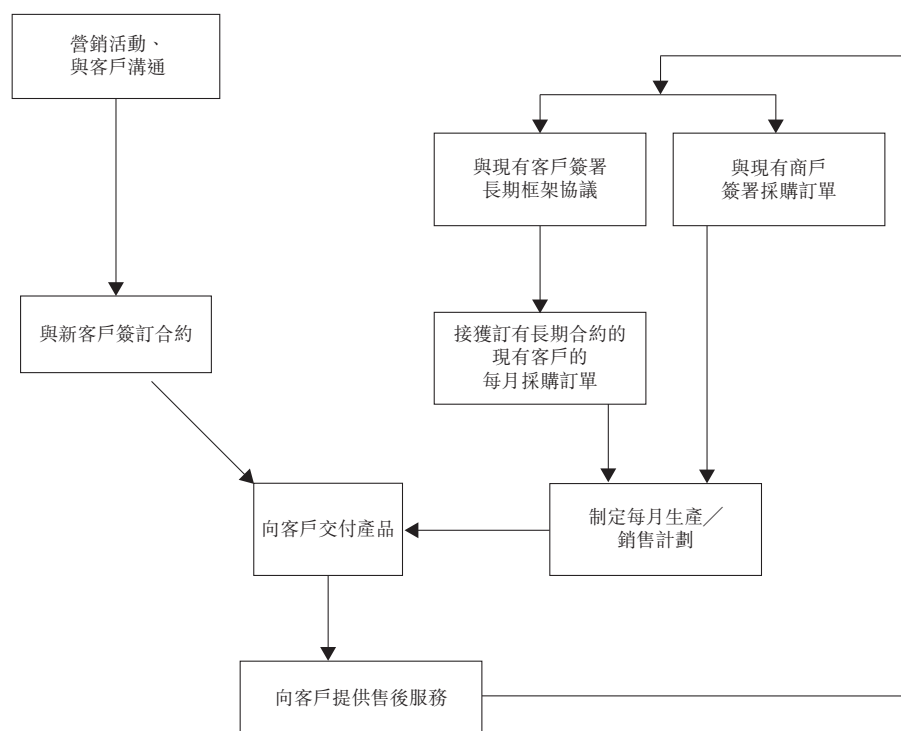 營銷活動、
與客戶溝通
與現有客戶簽署
長期框架協議
與現有商戶
簽署採購訂單
與新客戶簽訂合約
接獲訂有長期合約的
現有客戶的
每月採購訂單
向客戶交付產品
制定每月生產╱
銷售計劃
向客戶提供售後服務